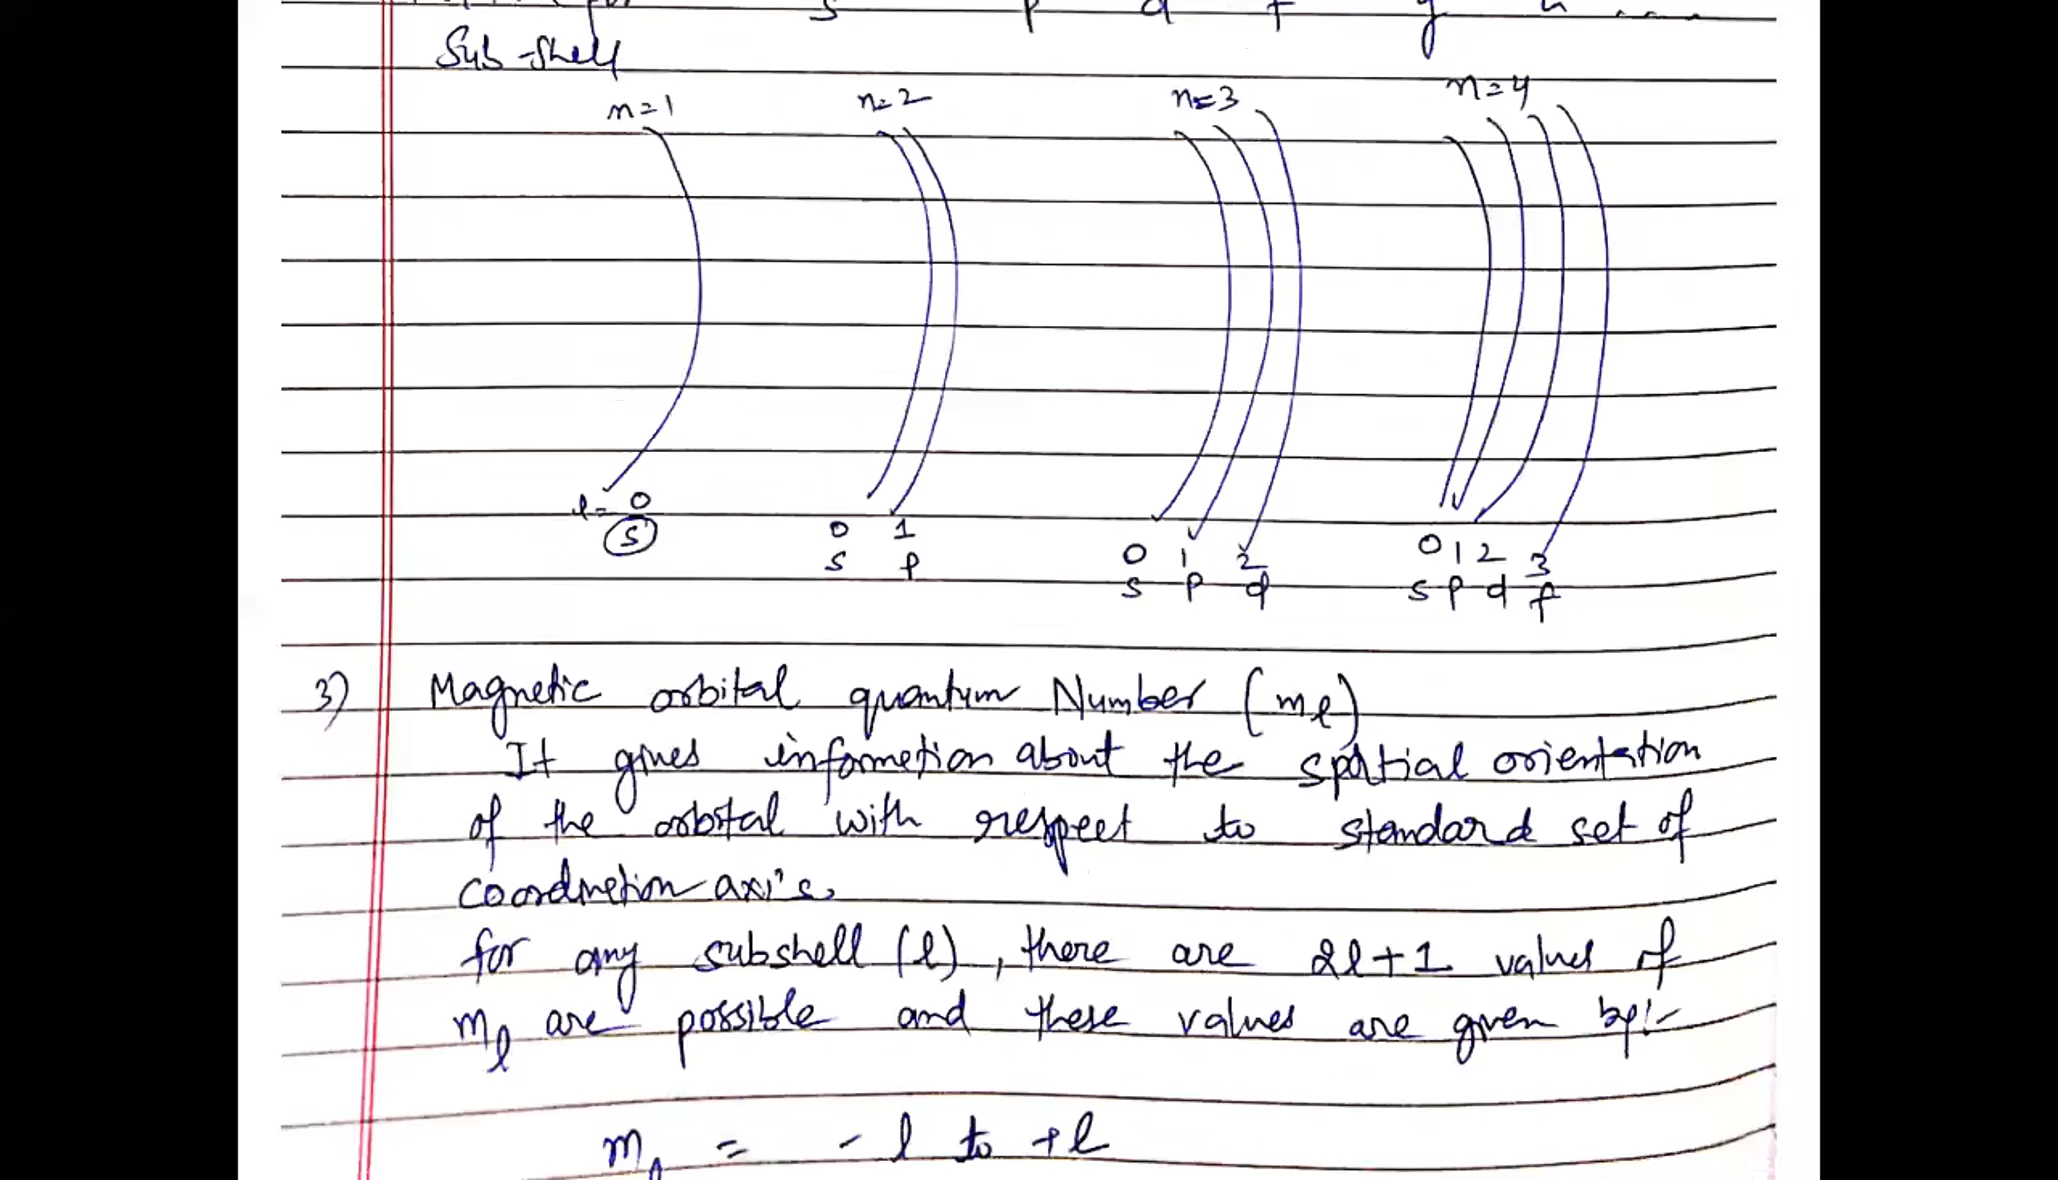 s p d f g h ....
Sub-shell
n=1 n=2 n=3 n=4
l= 0 0 1 0 1 2 0 1 2 3
s s p s p d s p d f
3) Magnetic orbital quantum Number (ml)
It gives informetion about the spatial orientation
of the orbital with respect to standard set of
coordinetion axis.
for any subshell (l), there are 2l+1 values of
ml are possible and these values are given by:-
ml = - l to +l